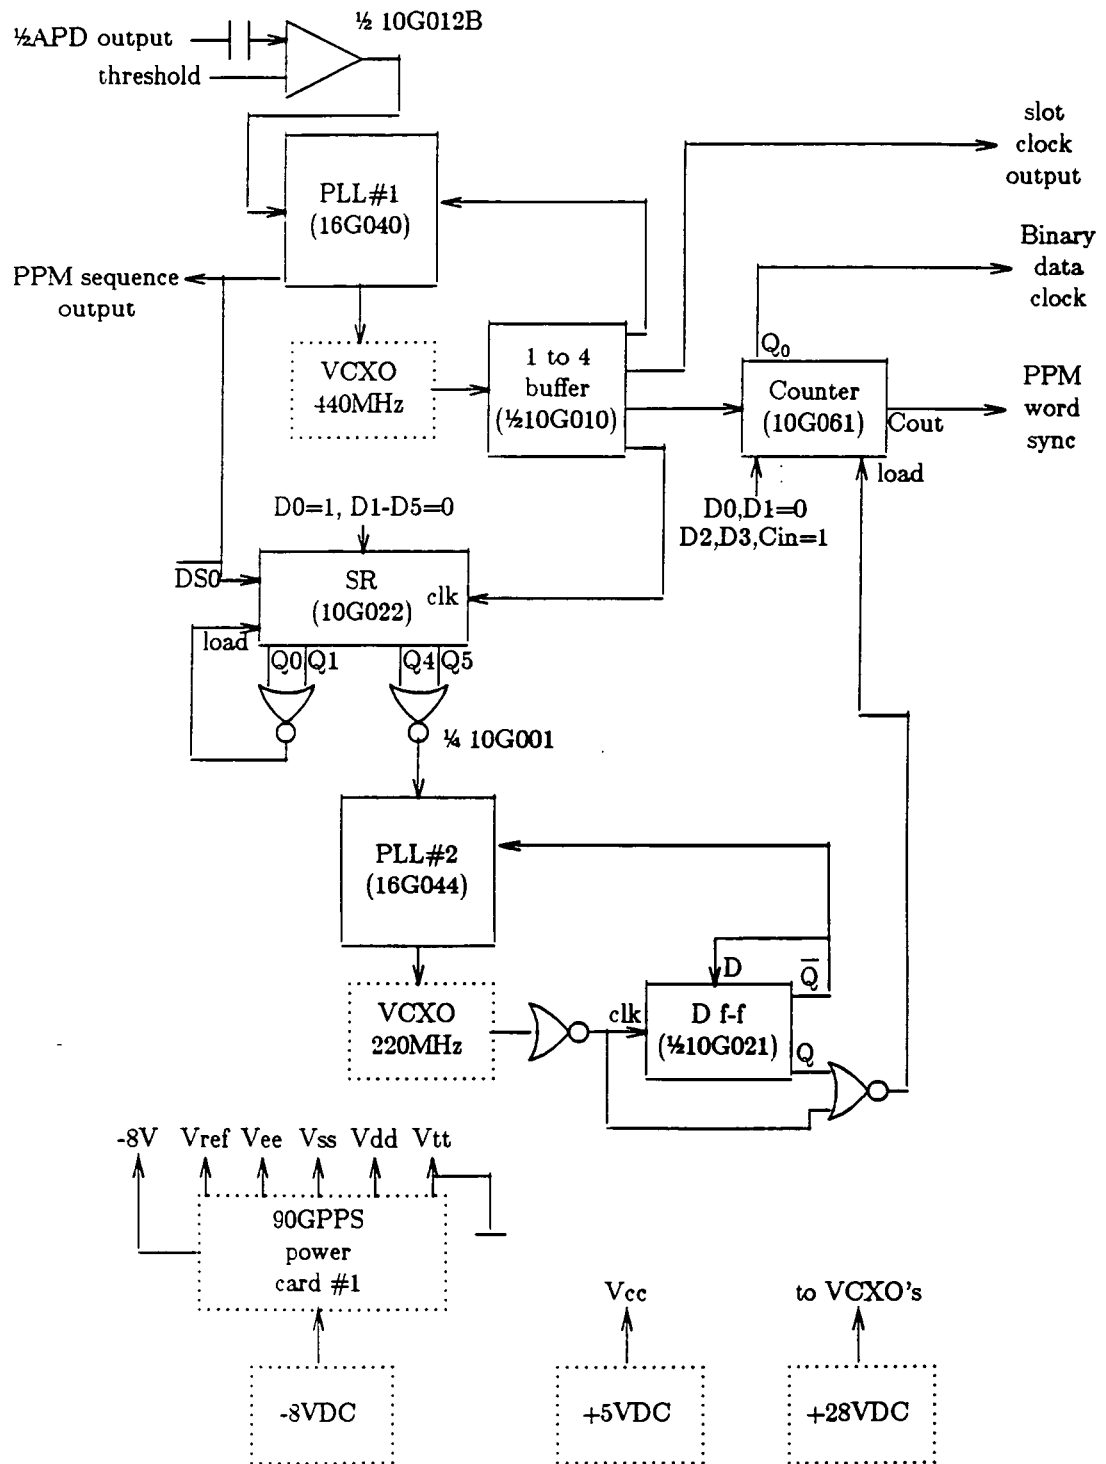 ½ 10G012B
½APD output
threshold
slot
clock
output
PLL#1
(16G040)
PPM sequence
output
Binary
data
clock
VCXO
440MHz
1 to 4
buffer
(½10G010)
Q₀
Counter
(10G061)
Cout
load
PPM
word
sync
D0=1, D1-D5=0
D0,D1=0
D2,D3,Cin=1
D̅S̅0̅
SR
(10G022)
clk
load
Q0
Q1
Q4
Q5
¼ 10G001
PLL#2
(16G044)
D
Q̅
VCXO
220MHz
clk
D f-f
(½10G021)
Q
-8V Vref Vee Vss Vdd Vtt
90GPPS
power
card #1
Vcc
to VCXO's
-8VDC
+5VDC
+28VDC